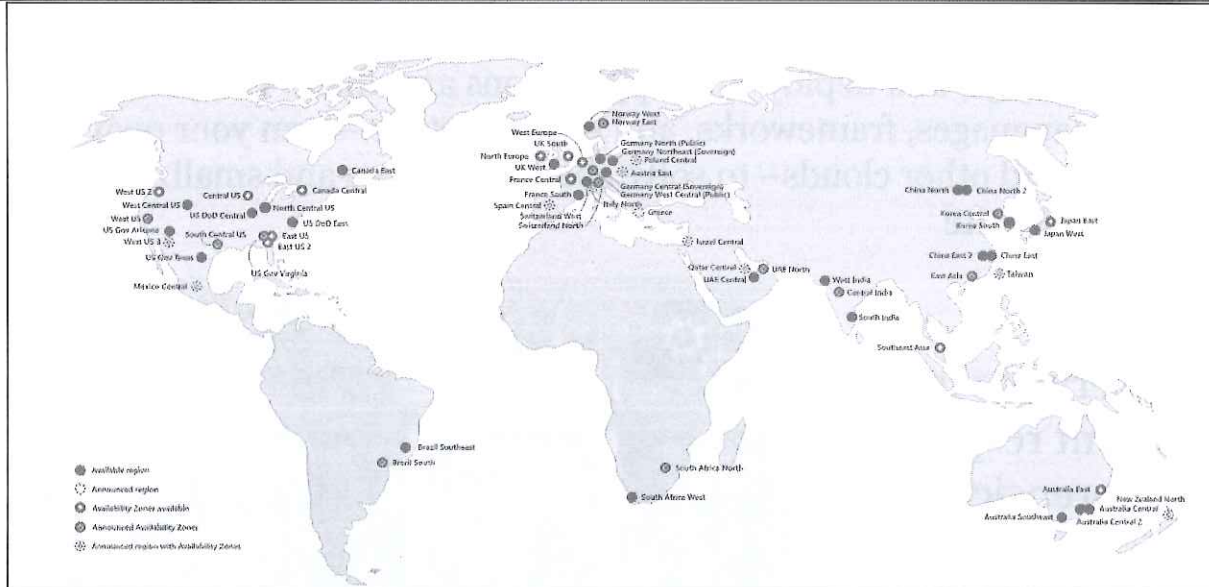 Norway West
Norway East
West Europe
UK South
Germany North (Public)
Germany Northeast (Sovereign)
North Europe
Poland Central
UK West
Austria East
France Central
Germany Central (Sovereign)
Germany West Central (Public)
France South
Italy North
Spain Central
Greece
Switzerland West
Switzerland North
Canada East
West US 2
Central US
Canada Central
West Central US
North Central US
US DoD Central
West US
US DoD East
US Gov Arizona
South Central US
East US
West US 3
East US 2
US Gov Texas
US Gov Virginia
Mexico Central
Israel Central
Qatar Central
UAE North
UAE Central
West India
Central India
South India
China North
China North 2
Korea Central
Japan East
Korea South
Japan West
China East 2
China East
East Asia
Taiwan
Southeast Asia
Brazil Southeast
Brazil South
South Africa North
South Africa West
Australia East
New Zealand North
Australia Central
Australia Southeast
Australia Central 2
Available region
Announced region
Availability Zones available
Announced Availability Zones
Announced region with Availability Zones